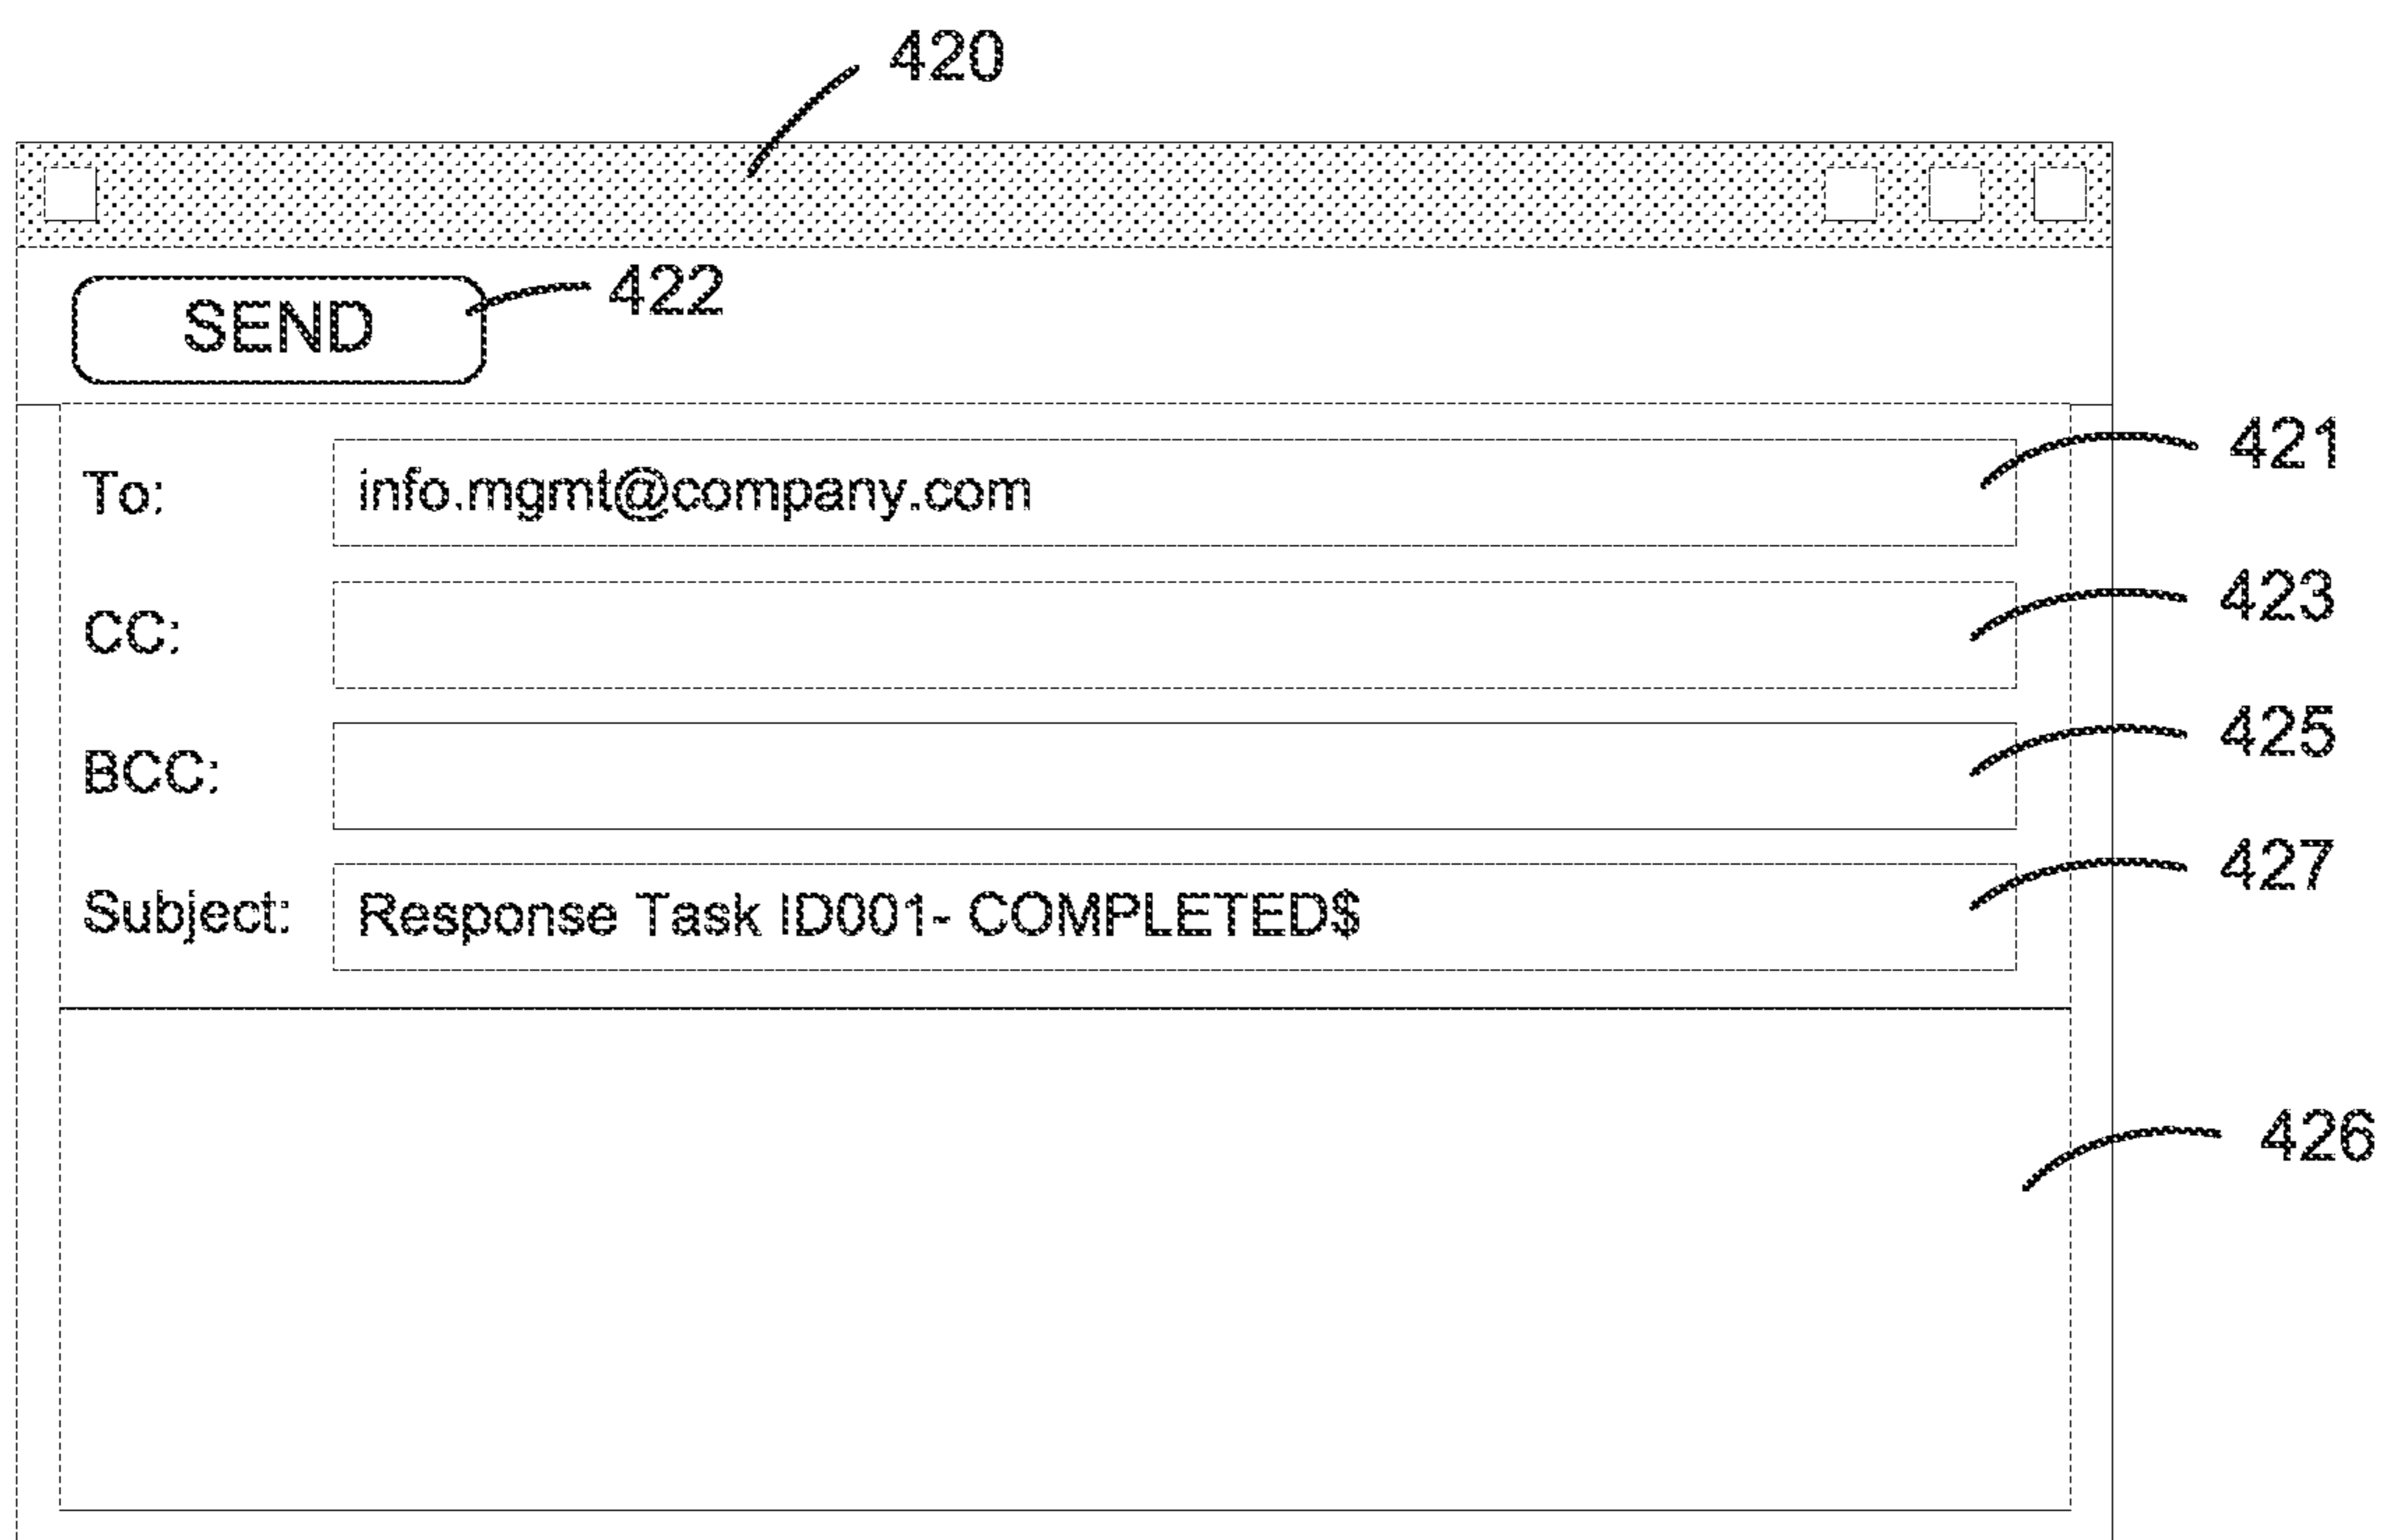 420
SEND 422
To: info.mgmt@company.com 421
CC: 423
BCC: 425
Subject: Response Task ID001- COMPLETED$ 427
426